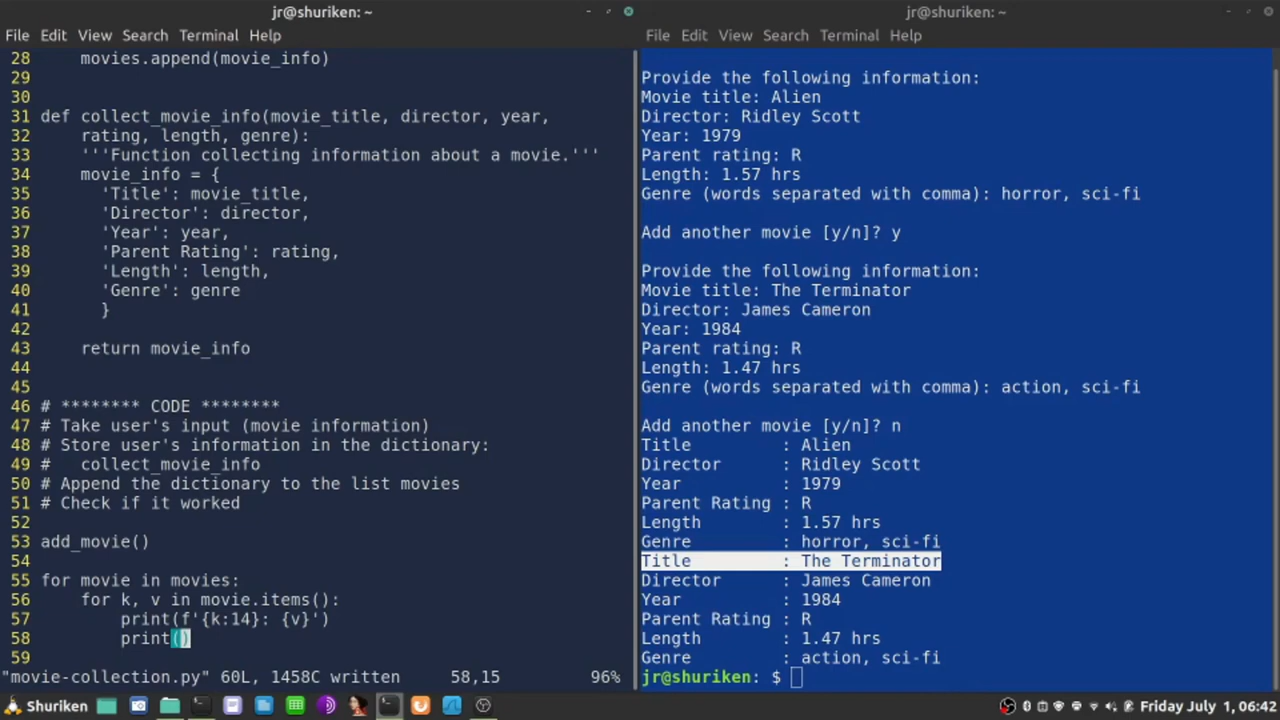 jr@shuriken: ~
File Edit View Search Terminal Help
28     movies.append(movie_info)
29
30
31 def collect_movie_info(movie_title, director, year,
32     rating, length, genre):
33     '''Function collecting information about a movie.'''
34     movie_info = {
35       'Title': movie_title,
36       'Director': director,
37       'Year': year,
38       'Parent Rating': rating,
39       'Length': length,
40       'Genre': genre
41       }
42
43     return movie_info
44
45
46 # ******** CODE ********
47 # Take user's input (movie information)
48 # Store user's information in the dictionary:
49 #   collect_movie_info
50 # Append the dictionary to the list movies
51 # Check if it worked
52
53 add_movie()
54
55 for movie in movies:
56     for k, v in movie.items():
57         print(f'{k:14}: {v}')
58         print()
59
"movie-collection.py" 60L, 1458C written    58,15    96%
jr@shuriken: ~
File Edit View Search Terminal Help
Provide the following information:
Movie title: Alien
Director: Ridley Scott
Year: 1979
Parent rating: R
Length: 1.57 hrs
Genre (words separated with comma): horror, sci-fi
Add another movie [y/n]? y
Provide the following information:
Movie title: The Terminator
Director: James Cameron
Year: 1984
Parent rating: R
Length: 1.47 hrs
Genre (words separated with comma): action, sci-fi
Add another movie [y/n]? n
Title         : Alien
Director      : Ridley Scott
Year          : 1979
Parent Rating : R
Length        : 1.57 hrs
Genre         : horror, sci-fi
Title         : The Terminator
Director      : James Cameron
Year          : 1984
Parent Rating : R
Length        : 1.47 hrs
Genre         : action, sci-fi
jr@shuriken: $
Shuriken
Friday July 1, 06:42